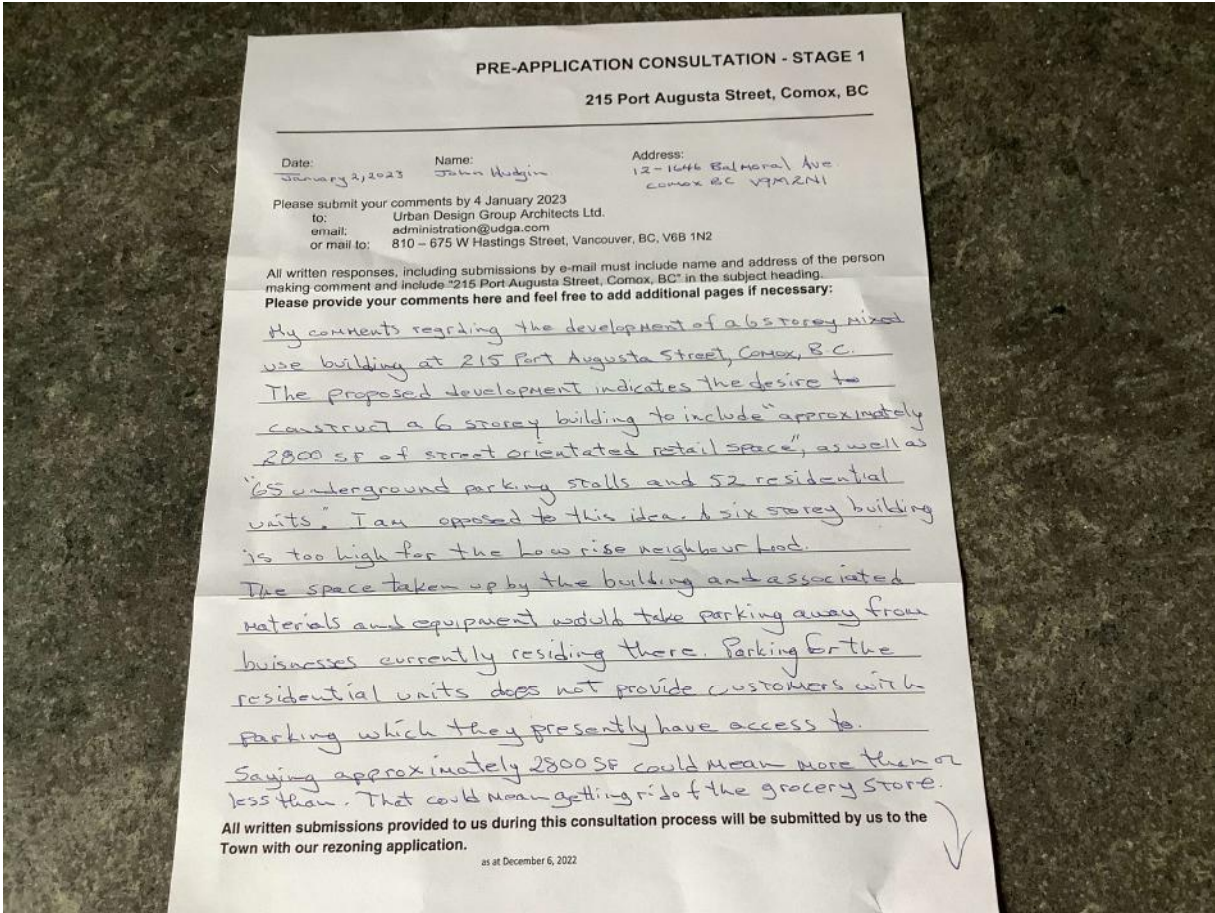 PRE-APPLICATION CONSULTATION - STAGE 1
215 Port Augusta Street, Comox, BC
Date: Name: Address:
January 2, 2023 John Hudgin 12-1646 Balmoral Ave.
Comox BC V9M2N1
Please submit your comments by 4 January 2023
to: Urban Design Group Architects Ltd.
email: administration@udga.com
or mail to: 810 – 675 W Hastings Street, Vancouver, BC, V6B 1N2
All written responses, including submissions by e-mail must include name and address of the person
making comment and include "215 Port Augusta Street, Comox, BC" in the subject heading.
Please provide your comments here and feel free to add additional pages if necessary:
My comments regrding the development of a 6 storey mixed
use building at 215 Port Augusta Street, Comox, B.C.
The proposed development indicates the desire to
construct a 6 storey building to include "approximately
2800 SF of street orientated retail space", as well as
"65 underground parking stalls and 52 residential
units." I am opposed to this idea. A six storey building
is too high for the low rise neighbourhood.
The space taken up by the building and associated
materials and equipment would take parking away from
buisnesses currently residing there. Parking for the
residential units does not provide customers with
parking which they presently have access to.
Saying approximately 2800 SF could mean more than or
less than. That could mean getting rid of the grocery store.
All written submissions provided to us during this consultation process will be submitted by us to the
Town with our rezoning application.
as at December 6, 2022